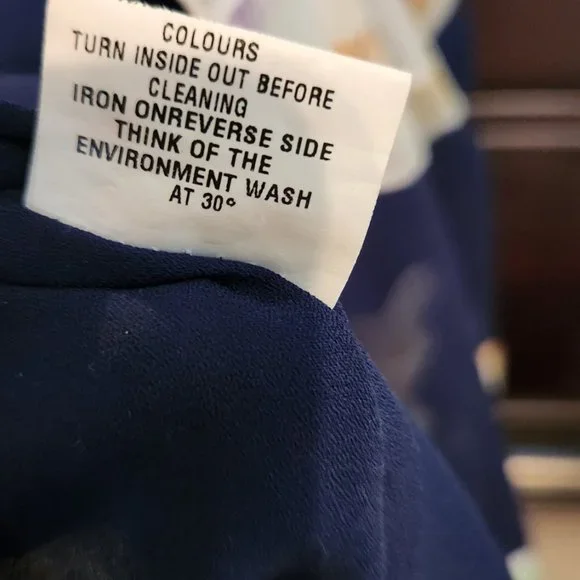 COLOURS
TURN INSIDE OUT BEFORE
CLEANING
IRON ONREVERSE SIDE
THINK OF THE
ENVIRONMENT WASH
AT 30°